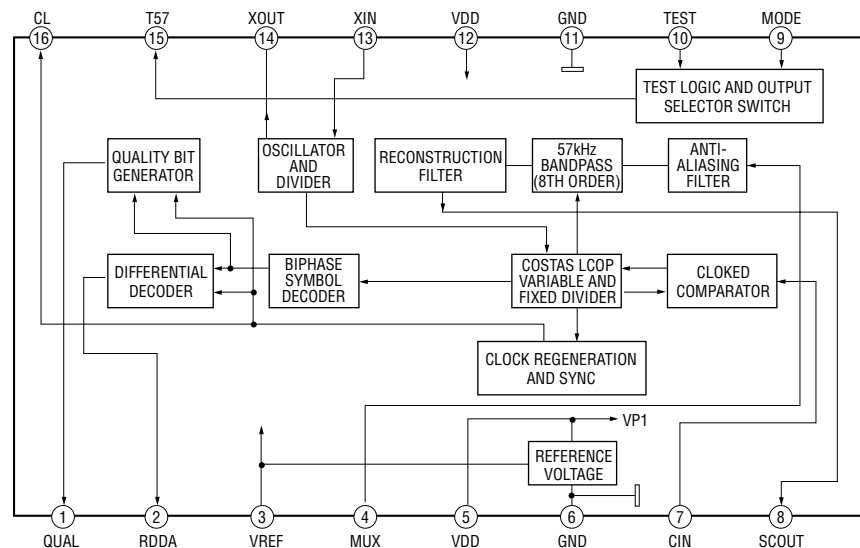 CL T57 XOUT XIN VDD GND TEST MODE
16 15 14 13 12 11 10 9
TEST LOGIC AND OUTPUT
SELECTOR SWITCH
QUALITY BIT
GENERATOR
OSCILLATOR
AND
DIVIDER
RECONSTRUCTION
FILTER
57kHz
BANDPASS
(8TH ORDER)
ANTI-
ALIASING
FILTER
DIFFERENTIAL
DECODER
BIPHASE
SYMBOL
DECODER
COSTAS LCOP
VARIABLE AND
FIXED DIVIDER
CLOKED
COMPARATOR
CLOCK REGENERATION
AND SYNC
VP1
REFERENCE
VOLTAGE
1 2 3 4 5 6 7 8
QUAL RDDA VREF MUX VDD GND CIN SCOUT